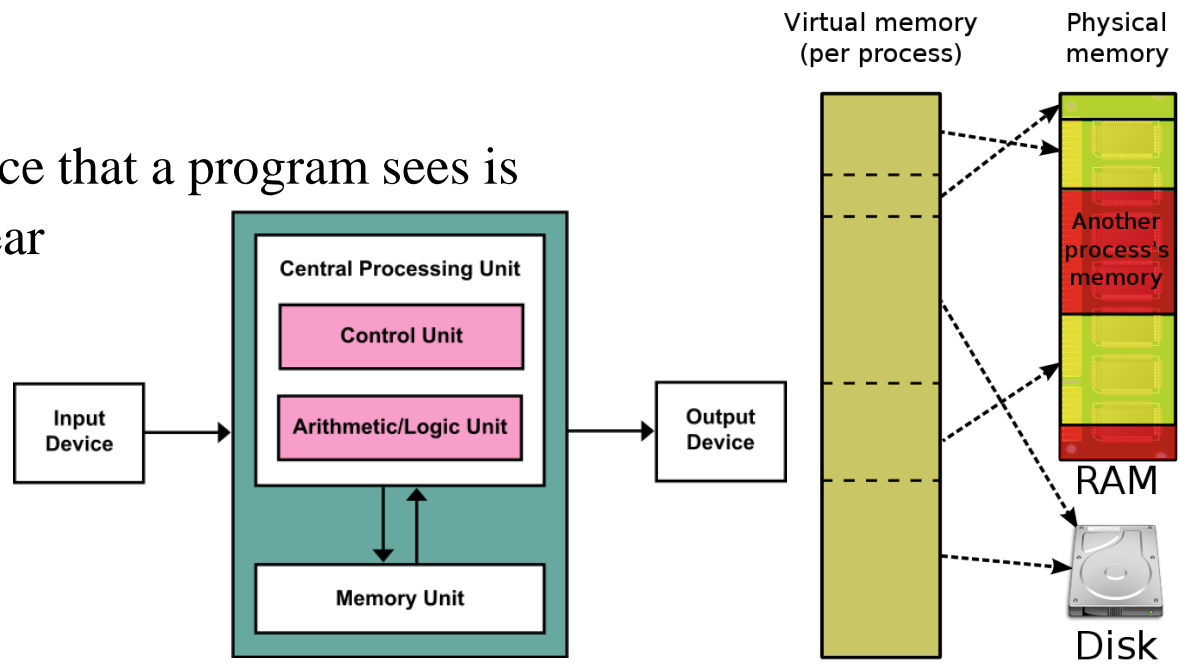 ce that a program sees is
ear
Input
Device
Central Processing Unit
Control Unit
Arithmetic/Logic Unit
Memory Unit
Output
Device
Virtual memory
(per process)
Physical
memory
Another
process's
memory
RAM
Disk